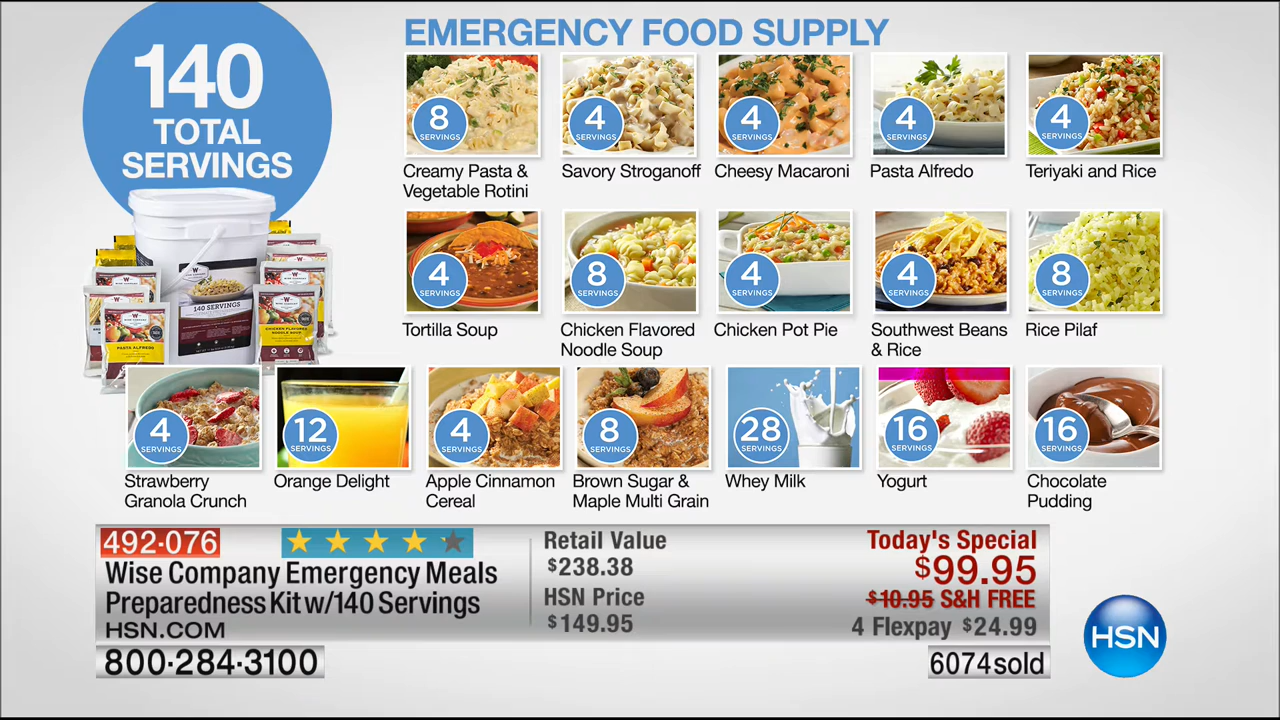 EMERGENCY FOOD SUPPLY
140
TOTAL
SERVINGS
8
SERVINGS
4
SERVINGS
4
SERVINGS
4
SERVINGS
4
SERVINGS
Creamy Pasta &
Vegetable Rotini
Savory Stroganoff
Cheesy Macaroni
Pasta Alfredo
Teriyaki and Rice
4
SERVINGS
8
SERVINGS
4
SERVINGS
4
SERVINGS
8
SERVINGS
Tortilla Soup
Chicken Flavored
Noodle Soup
Chicken Pot Pie
Southwest Beans
& Rice
Rice Pilaf
WISE COMPANY
140 SERVINGS
PASTA ALFREDO
CHICKEN FLAVORED
NOODLE SOUP
4
SERVINGS
12
SERVINGS
4
SERVINGS
8
SERVINGS
28
SERVINGS
16
SERVINGS
16
SERVINGS
Strawberry
Granola Crunch
Orange Delight
Apple Cinnamon
Cereal
Brown Sugar &
Maple Multi Grain
Whey Milk
Yogurt
Chocolate
Pudding
492-076
Wise Company Emergency Meals
Preparedness Kit w/140 Servings
HSN.COM
800-284-3100
Retail Value
$238.38
HSN Price
$149.95
Today's Special
$99.95
$10.95 S&H FREE
4 Flexpay $24.99
6074sold
HSN